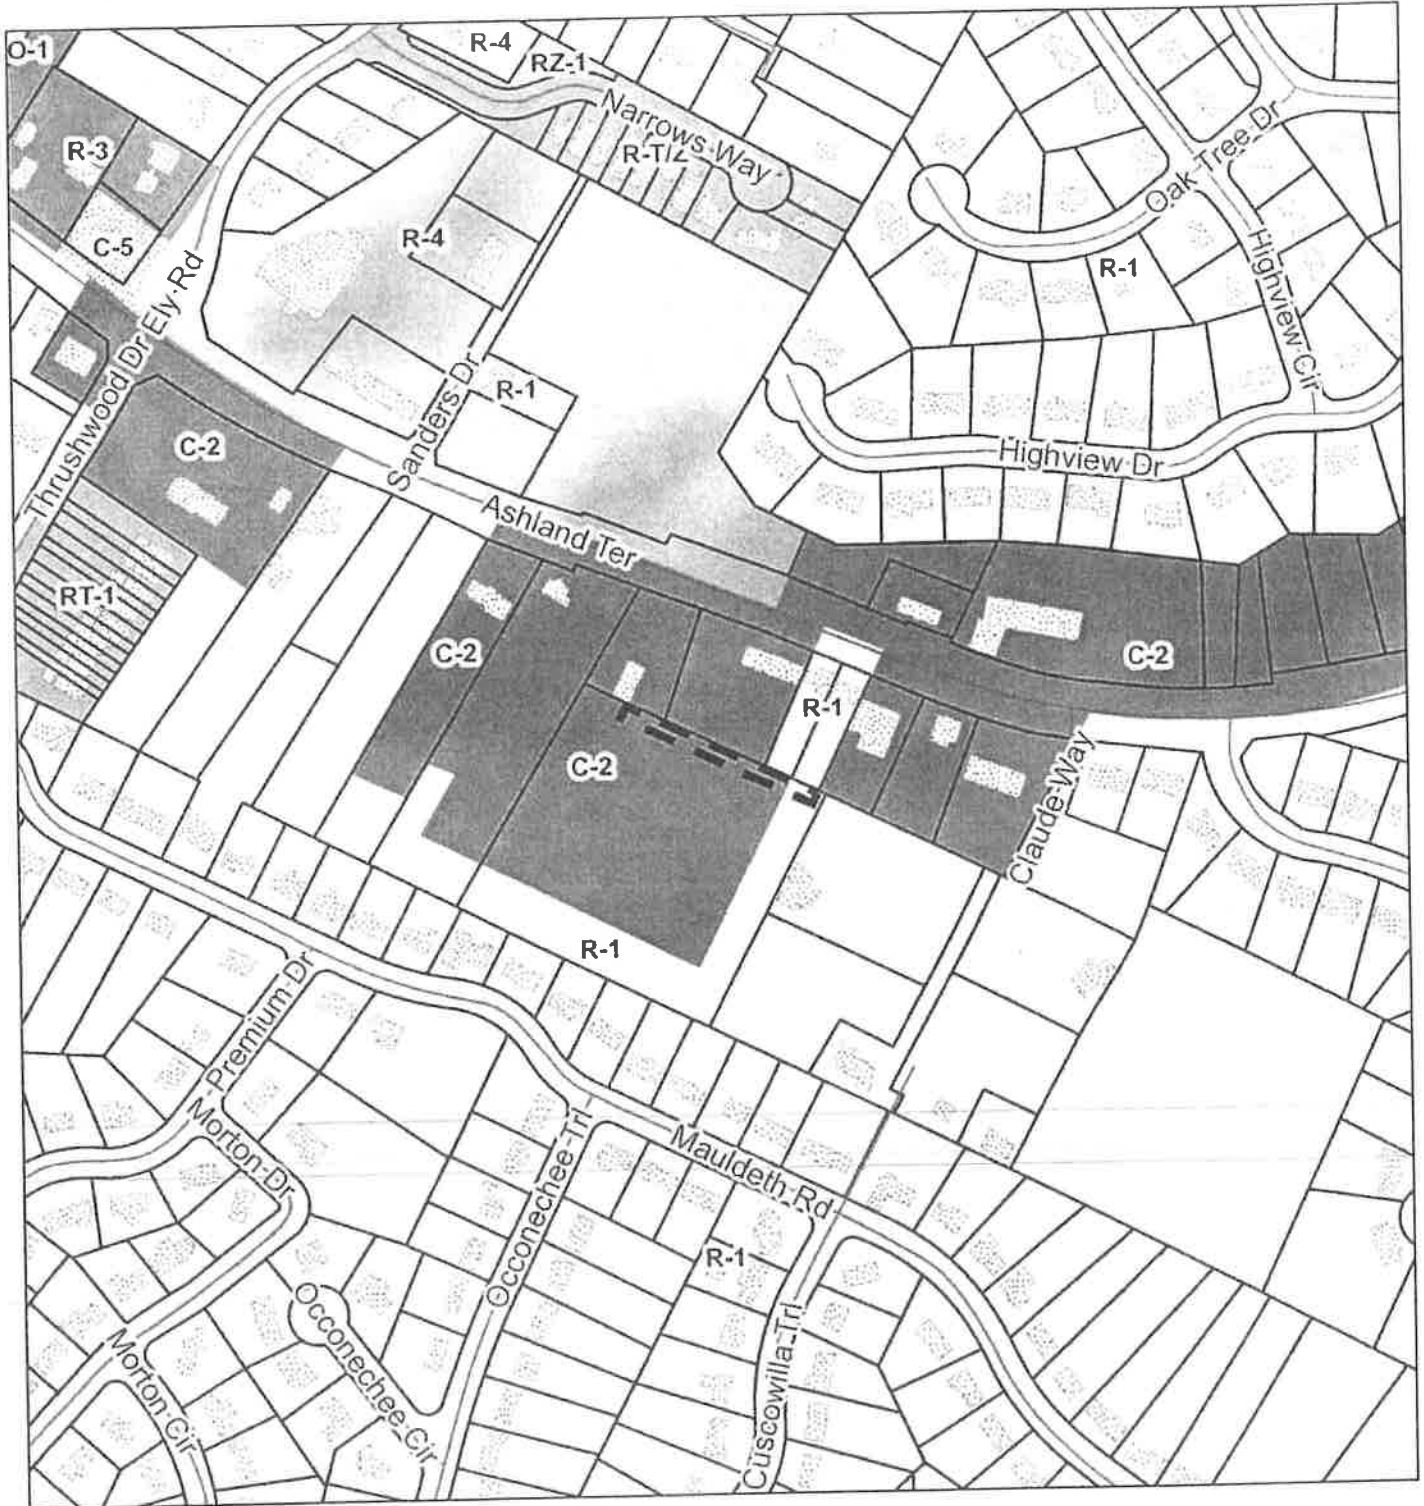 O-1
R-4
RZ-1
Narrows Way
R-T/Z
R-3
C-5
R-4
Oak Tree Dr
R-1
Highview Cir
Ely Rd
Thrushwood Dr
R-1
Sanders Dr
C-2
Highview Dr
Ashland Ter
RT-1
C-2
C-2
R-1
C-2
Claude Way
R-1
Premium Dr
Morton Dr
Occonechee Trl
Mauldeth Rd
R-1
Occonechee Cir
Cuscowilla Trl
Morton Cir